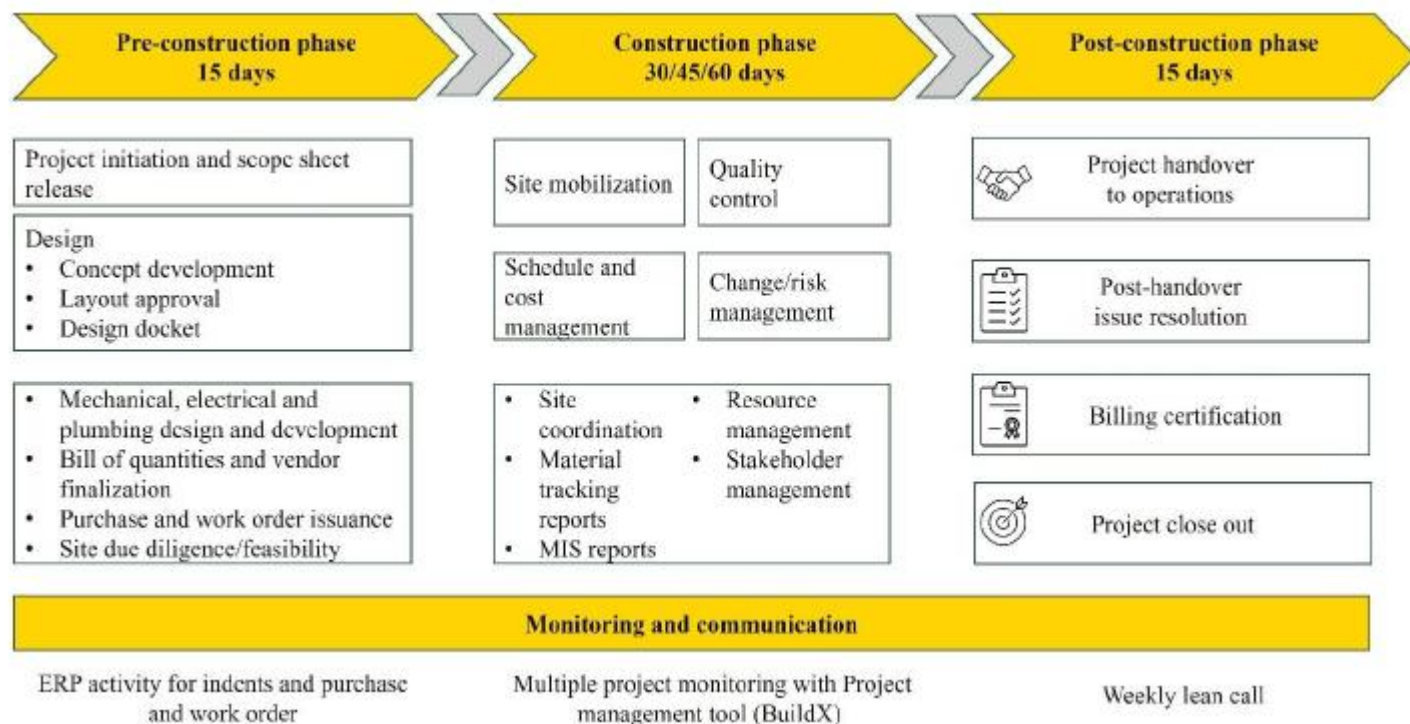 Pre-construction phase
15 days
Construction phase
30/45/60 days
Post-construction phase
15 days
Project initiation and scope sheet
release
Design
• Concept development
• Layout approval
• Design docket
• Mechanical, electrical and
plumbing design and development
• Bill of quantities and vendor
finalization
• Purchase and work order issuance
• Site due diligence/feasibility
Site mobilization
Quality
control
Schedule and
cost
management
Change/risk
management
• Site
coordination
• Material
tracking
reports
• MIS reports
• Resource
management
• Stakeholder
management
Project handover
to operations
Post-handover
issue resolution
Billing certification
Project close out
Monitoring and communication
ERP activity for indents and purchase
and work order
Multiple project monitoring with Project
management tool (BuildX)
Weekly lean call